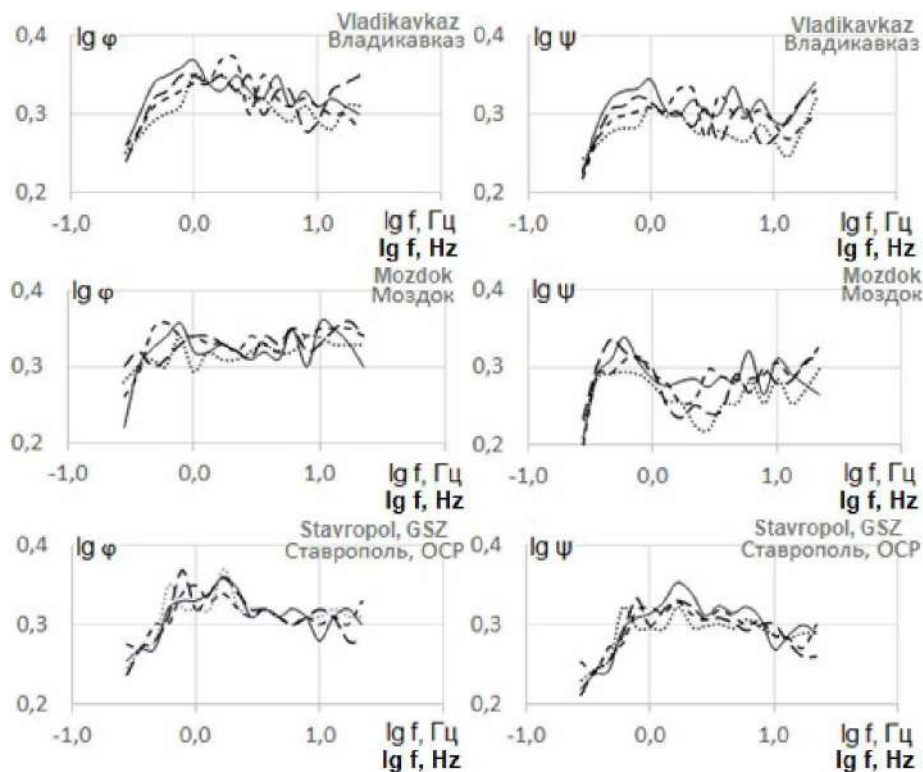 0,4 lg φ Vladikavkaz
Владикавказ
0,3
0,2
-1,0 0,0 1,0 lg f, Гц
lg f, Hz
0,4 lg ψ Vladikavkaz
Владикавказ
0,3
0,2
-1,0 0,0 1,0 lg f, Гц
lg f, Hz
0,4 lg φ Mozdok
Моздок
0,3
0,2
-1,0 0,0 1,0 lg f, Гц
lg f, Hz
0,4 lg ψ Mozdok
Моздок
0,3
0,2
-1,0 0,0 1,0 lg f, Гц
lg f, Hz
0,4 lg φ Stavropol, GSZ
Ставрополь, ОСР
0,3
0,2
-1,0 0,0 1,0 lg f, Гц
lg f, Hz
0,4 lg ψ Stavropol, GSZ
Ставрополь, ОСР
0,3
0,2
-1,0 0,0 1,0 lg f, Гц
lg f, Hz